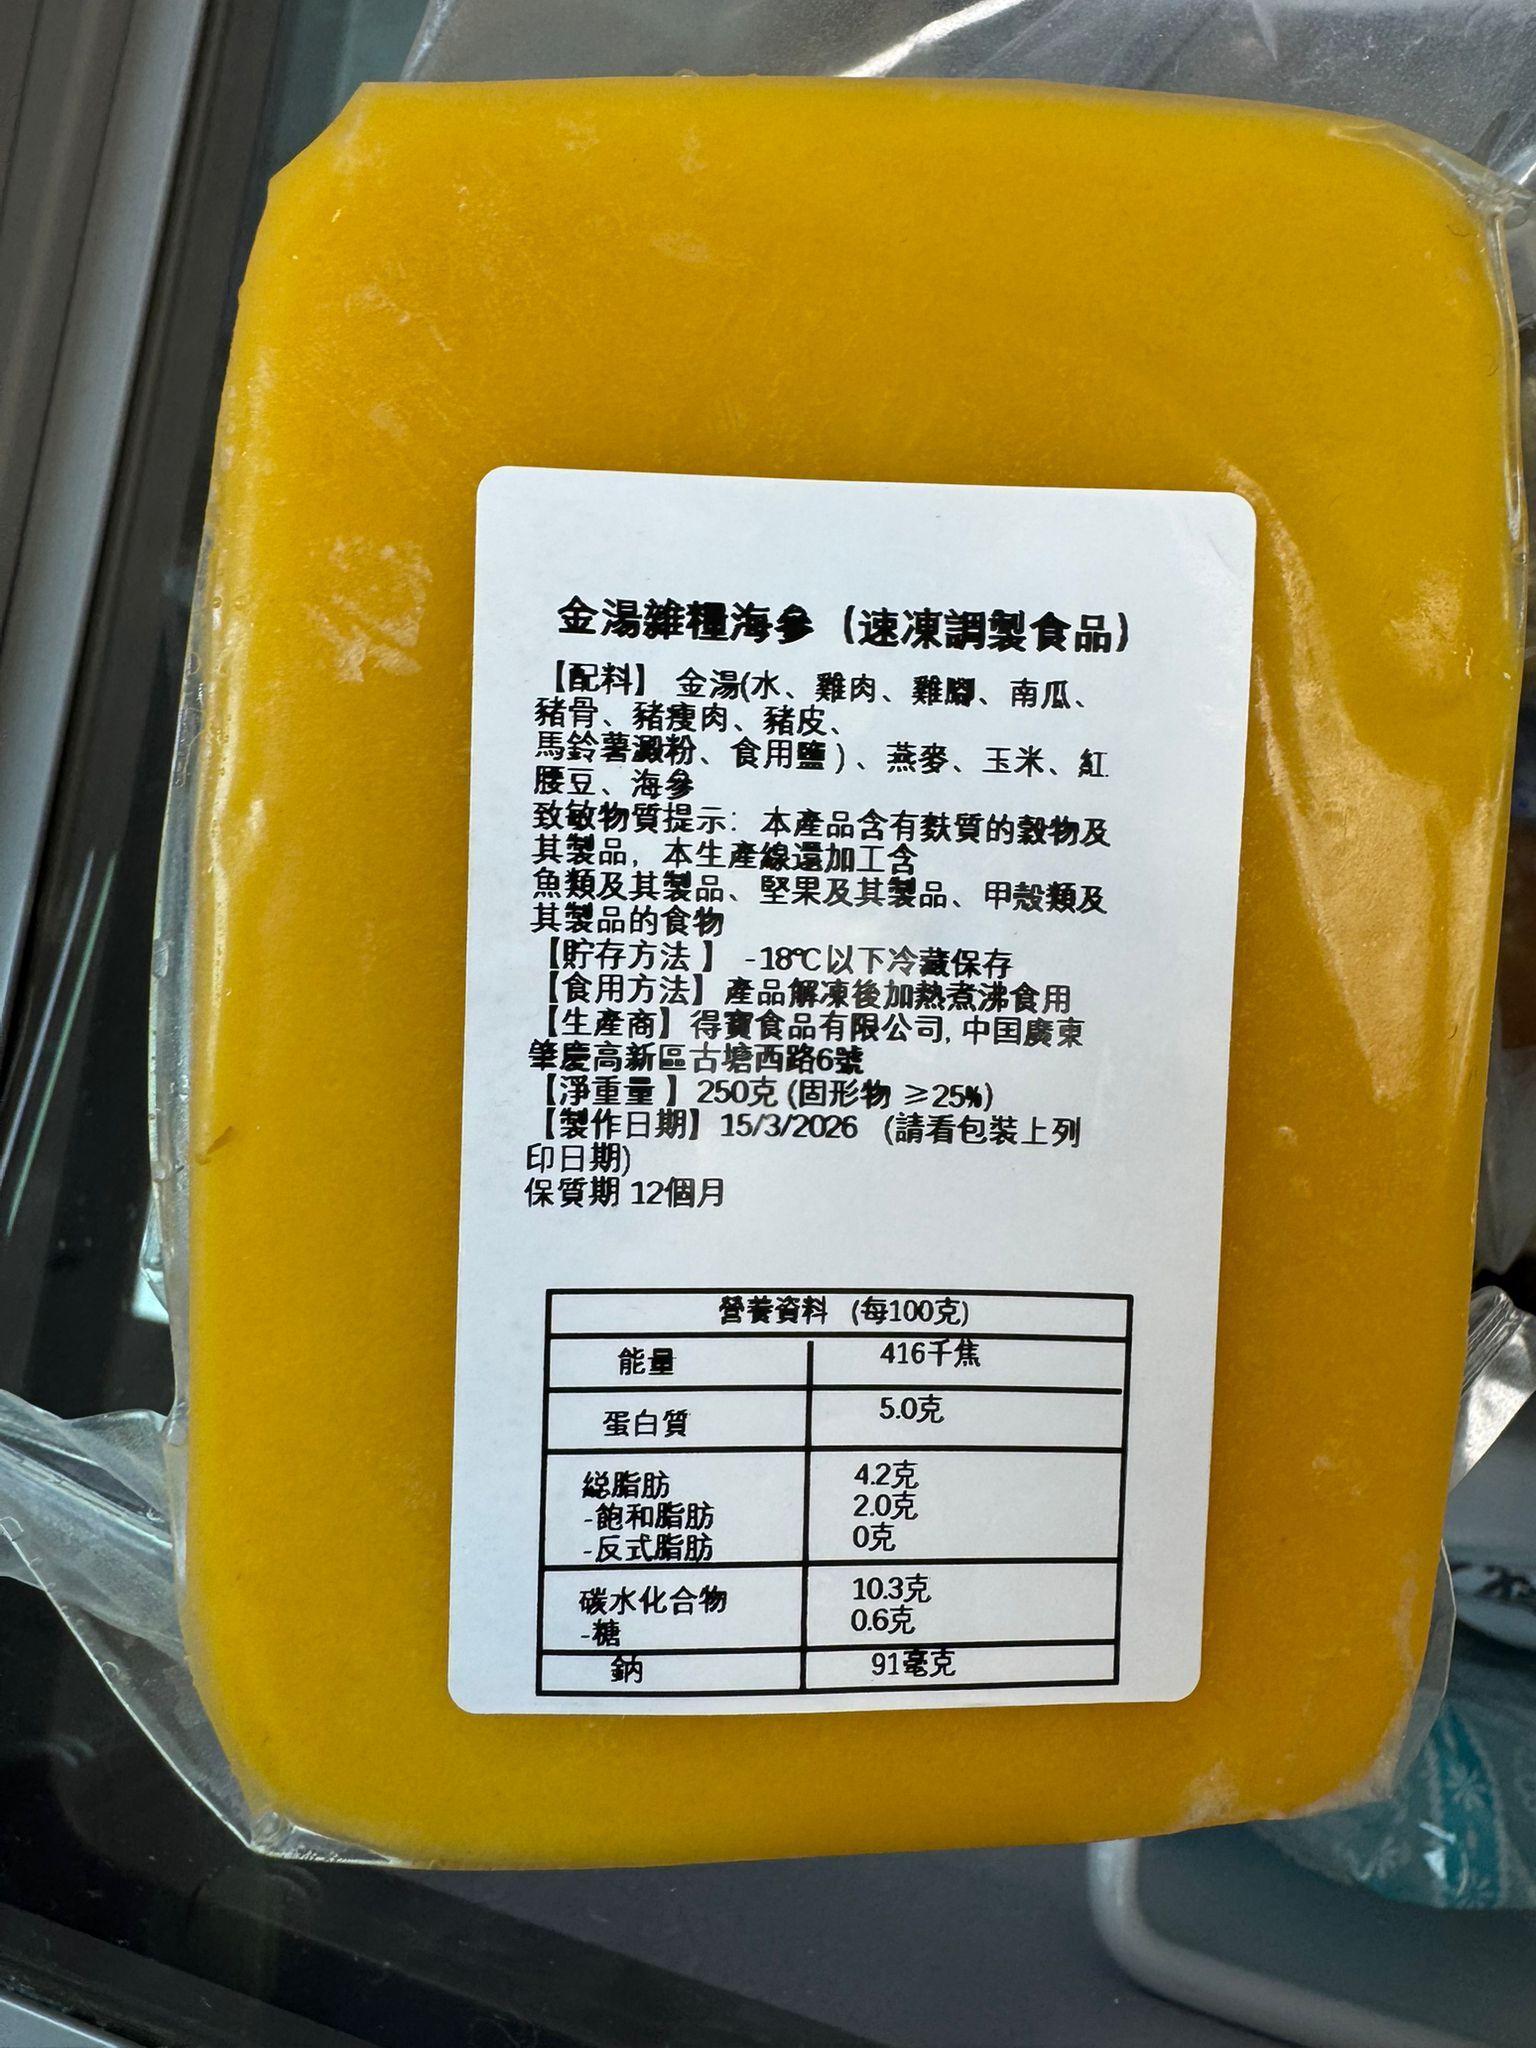 金湯雜糧海參 (速凍調製食品)
【配料】 金湯(水、雞肉、雞腳、南瓜、
豬骨、豬瘦肉、豬皮、
馬鈴薯澱粉、食用鹽)、燕麥、玉米、紅
腰豆、海參
致敏物質提示: 本產品含有麩質的穀物及
其製品, 本生產線還加工含
魚類及其製品、堅果及其製品、甲殼類及
其製品的食物
【貯存方法 】 -18℃以下冷藏保存
【食用方法】產品解凍後加熱煮沸食用
【生產商】得寶食品有限公司, 中国廣東
肇慶高新區古塘西路6號
【淨重量 】250克 (固形物 ≥25%)
【製作日期】15/3/2026 (請看包裝上列
印日期)
保質期 12個月
營養資料 (每100克)
能量 416千焦
蛋白質 5.0克
総脂肪 4.2克
-飽和脂肪 2.0克
-反式脂肪 0克
碳水化合物 10.3克
-糖 0.6克
鈉 91毫克